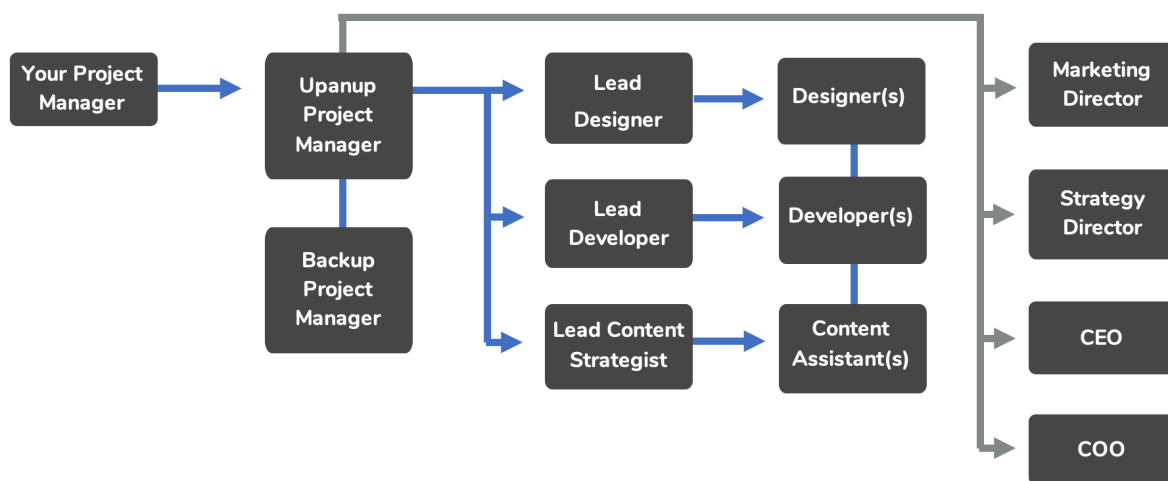 Your Project
Manager
Upanup
Project
Manager
Backup
Project
Manager
Lead
Designer
Lead
Developer
Lead Content
Strategist
Designer(s)
Developer(s)
Content
Assistant(s)
Marketing
Director
Strategy
Director
CEO
COO